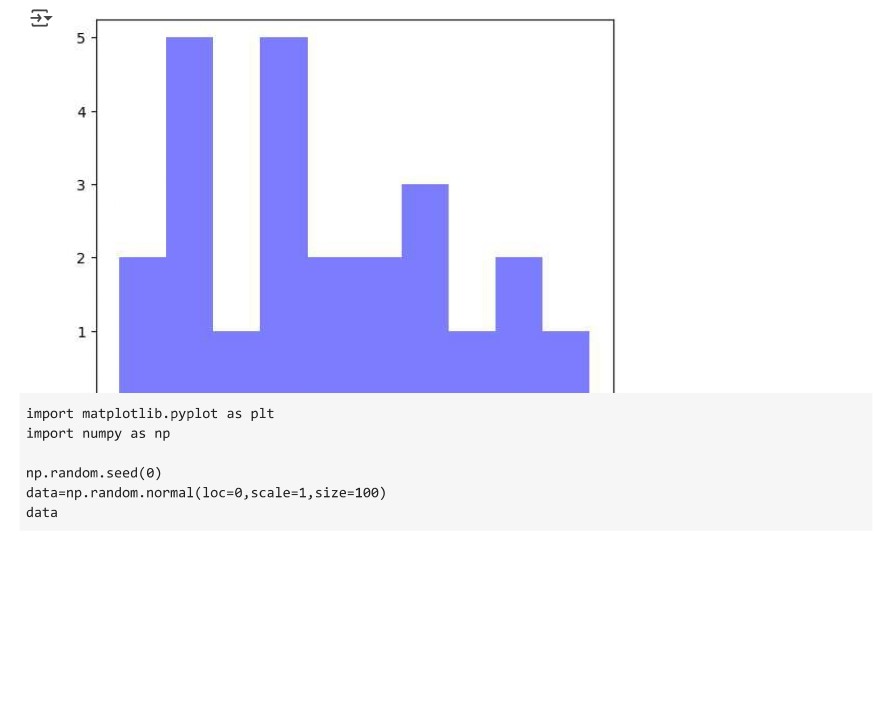 5
4
3
2
1
import matplotlib.pyplot as plt
import numpy as np
np.random.seed(0)
data=np.random.normal(loc=0,scale=1,size=100)
data